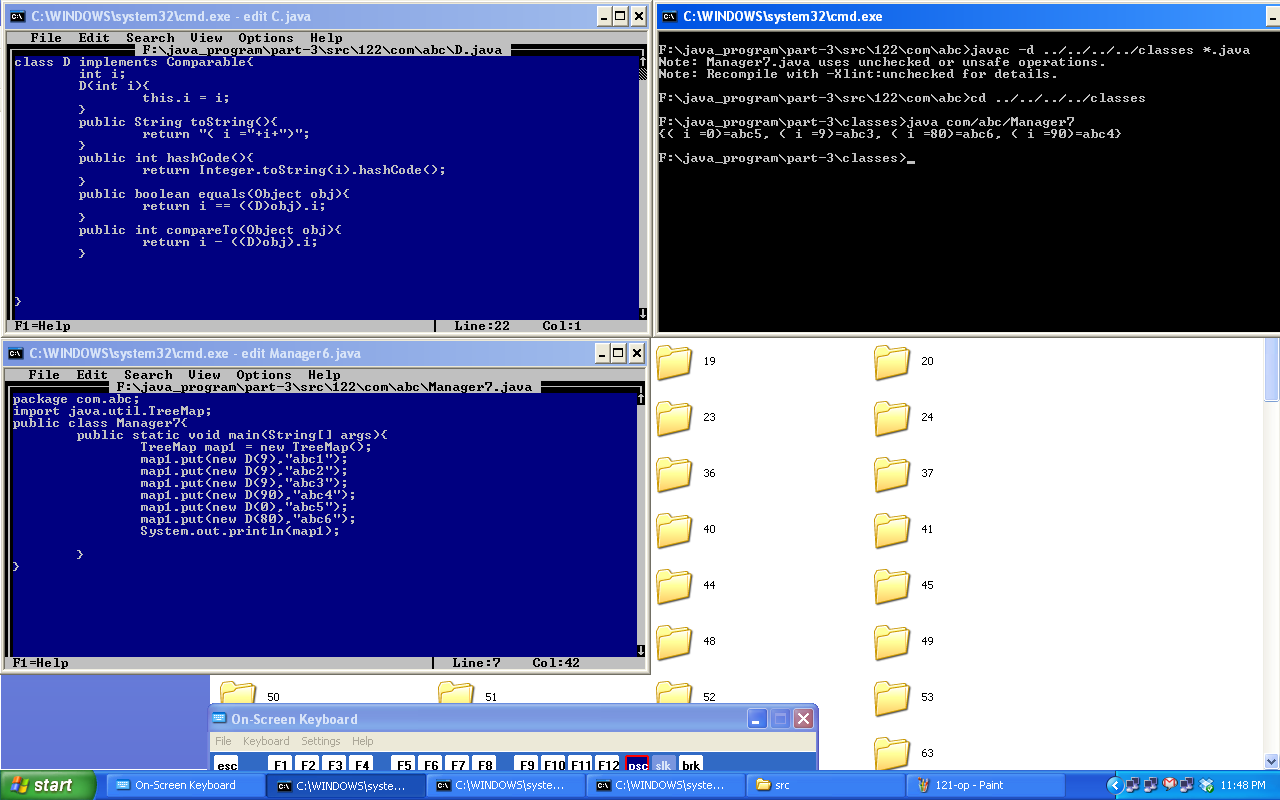 C:\WINDOWS\system32\cmd.exe - edit C.java
File Edit Search View Options Help
F:\java_program\part-3\src\122\com\abc\D.java
class D implements Comparable{
int i;
D(int i){
this.i = i;
}
public String toString(){
return "( i ="+i+")";
}
public int hashCode(){
return Integer.toString(i).hashCode();
}
public boolean equals(Object obj){
return i == ((D)obj).i;
}
public int compareTo(Object obj){
return i - ((D)obj).i;
}
}
F1=Help Line:22 Col:1
C:\WINDOWS\system32\cmd.exe
F:\java_program\part-3\src\122\com\abc>javac -d ../../../../classes *.java
Note: Manager7.java uses unchecked or unsafe operations.
Note: Recompile with -Xlint:unchecked for details.
F:\java_program\part-3\src\122\com\abc>cd ../../../../classes
F:\java_program\part-3\classes>java com/abc/Manager7
{( i =0)=abc5, ( i =9)=abc3, ( i =80)=abc6, ( i =90)=abc4}
F:\java_program\part-3\classes>_
C:\WINDOWS\system32\cmd.exe - edit Manager6.java
File Edit Search View Options Help
F:\java_program\part-3\src\122\com\abc\Manager7.java
package com.abc;
import java.util.TreeMap;
public class Manager7{
public static void main(String[] args){
TreeMap map1 = new TreeMap();
map1.put(new D(9),"abc1");
map1.put(new D(9),"abc2");
map1.put(new D(9),"abc3");
map1.put(new D(90),"abc4");
map1.put(new D(0),"abc5");
map1.put(new D(80),"abc6");
System.out.println(map1);
}
}
F1=Help Line:7 Col:42
19 20
23 24
36 37
40 41
44 45
48 49
50 51 52 53
63
On-Screen Keyboard
File Keyboard Settings Help
esc F1 F2 F3 F4 F5 F6 F7 F8 F9 F10 F11 F12 psc slk brk
start On-Screen Keyboard C:\WINDOWS\syste... C:\WINDOWS\syste... C:\WINDOWS\syste... src 121-op - Paint 11:48 PM